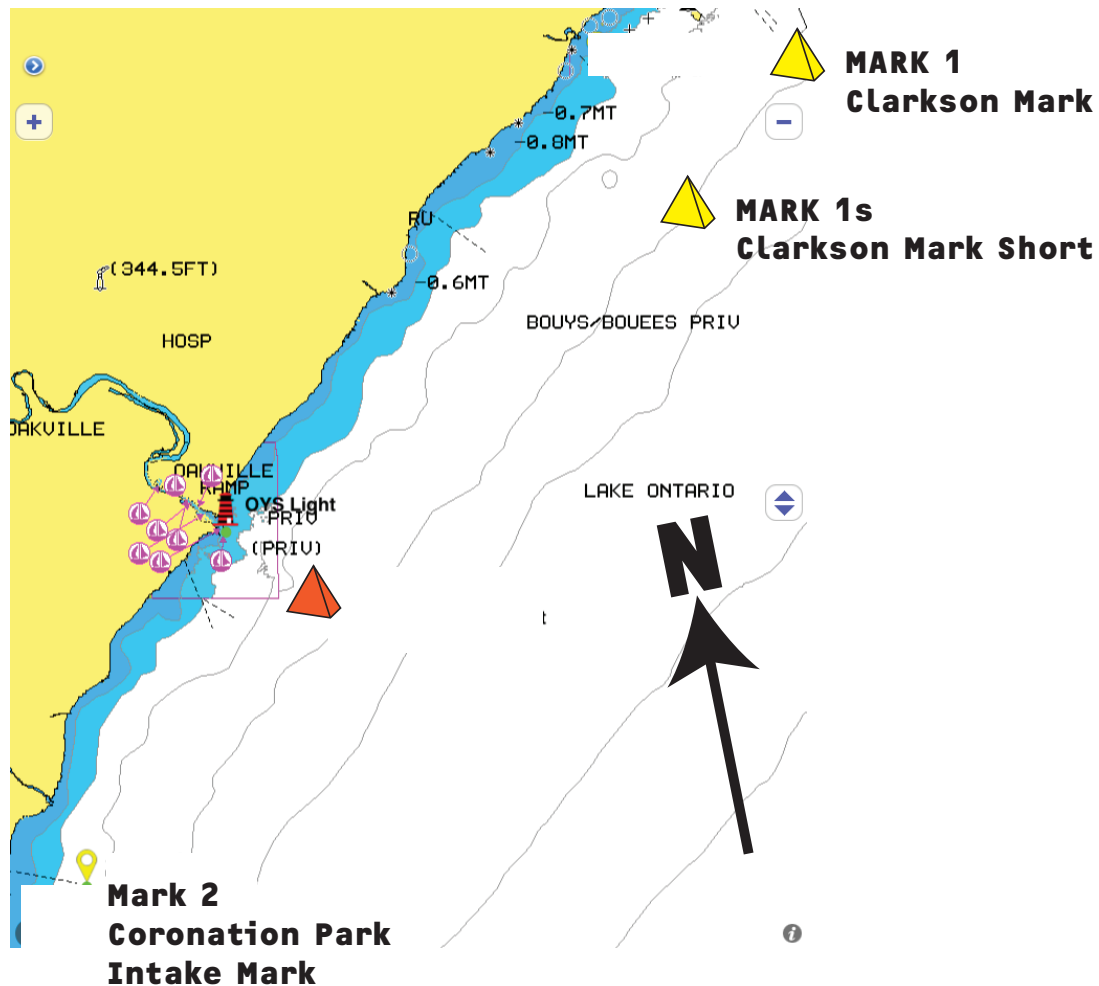 MARK 1
Clarkson Mark
-0.7MT
-0.8MT
MARK 1s
Clarkson Mark Short
RU
(344.5FT)
-0.6MT
BOUYS/BOUEES PRIV
HOSP
OAKVILLE
OAKVILLE
RAMP
OYS Light
PRIV
(PRIV)
LAKE ONTARIO
N
Mark 2
Coronation Park
Intake Mark